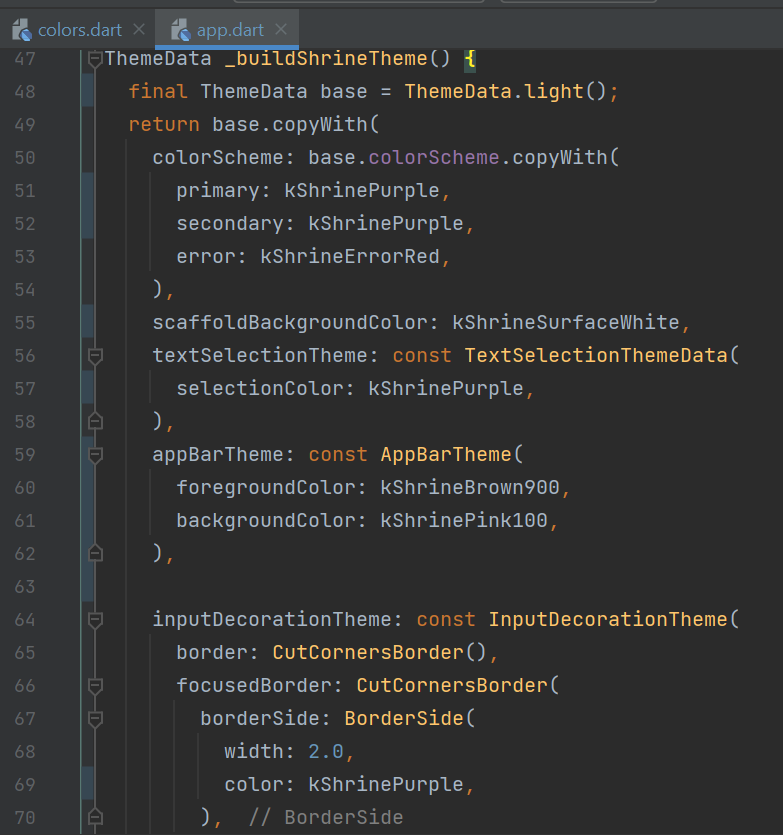 colors.dart app.dart
47 ThemeData _buildShrineTheme() {
48 final ThemeData base = ThemeData.light();
49 return base.copyWith(
50 colorScheme: base.colorScheme.copyWith(
51 primary: kShrinePurple,
52 secondary: kShrinePurple,
53 error: kShrineErrorRed,
54 ),
55 scaffoldBackgroundColor: kShrineSurfaceWhite,
56 textSelectionTheme: const TextSelectionThemeData(
57 selectionColor: kShrinePurple,
58 ),
59 appBarTheme: const AppBarTheme(
60 foregroundColor: kShrineBrown900,
61 backgroundColor: kShrinePink100,
62 ),
63
64 inputDecorationTheme: const InputDecorationTheme(
65 border: CutCornersBorder(),
66 focusedBorder: CutCornersBorder(
67 borderSide: BorderSide(
68 width: 2.0,
69 color: kShrinePurple,
70 ), // BorderSide